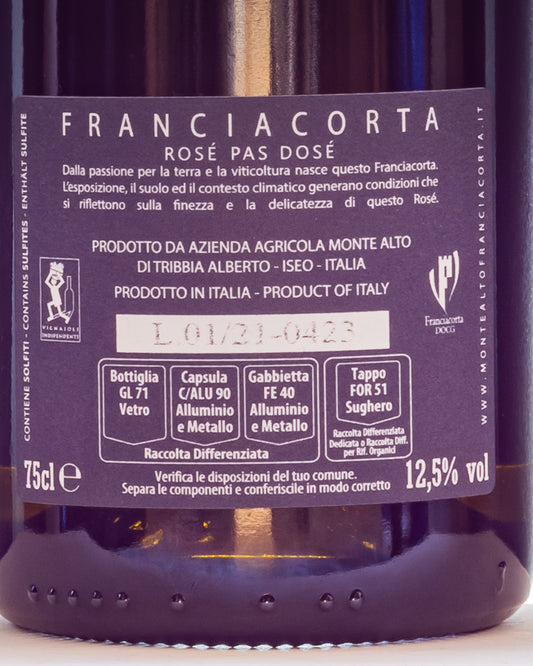 FRANCIACORTA
ROSÉ PAS DOSÉ
Dalla passione per la terra e la viticoltura nasce questo Franciacorta.
L'esposizione, il suolo ed il contesto climatico generano condizioni che
si riflettono sulla finezza e la delicatezza di questo Rosé.
PRODOTTO DA AZIENDA AGRICOLA MONTE ALTO
DI TRIBBIA ALBERTO - ISEO - ITALIA
PRODOTTO IN ITALIA - PRODUCT OF ITALY
L.01/21-0423
VIGNAIOLI
INDIPENDENTI
Franciacorta
DOCG
CONTIENE SOLFITI - CONTAINS SULFITES - ENTHÄLT SULFITE
WWW.MONTEALTOFRANCIACORTA.IT
Bottiglia
GL 71
Vetro
Capsula
C/ALU 90
Alluminio
e Metallo
Gabbietta
FE 40
Alluminio
e Metallo
Raccolta Differenziata
Tappo
FOR 51
Sughero
Raccolta Differenziata
Dedicata o Raccolta Diff.
per Rif. Organici
75cl e
Verifica le disposizioni del tuo comune.
Separa le componenti e conferiscile in modo corretto
12,5% vol